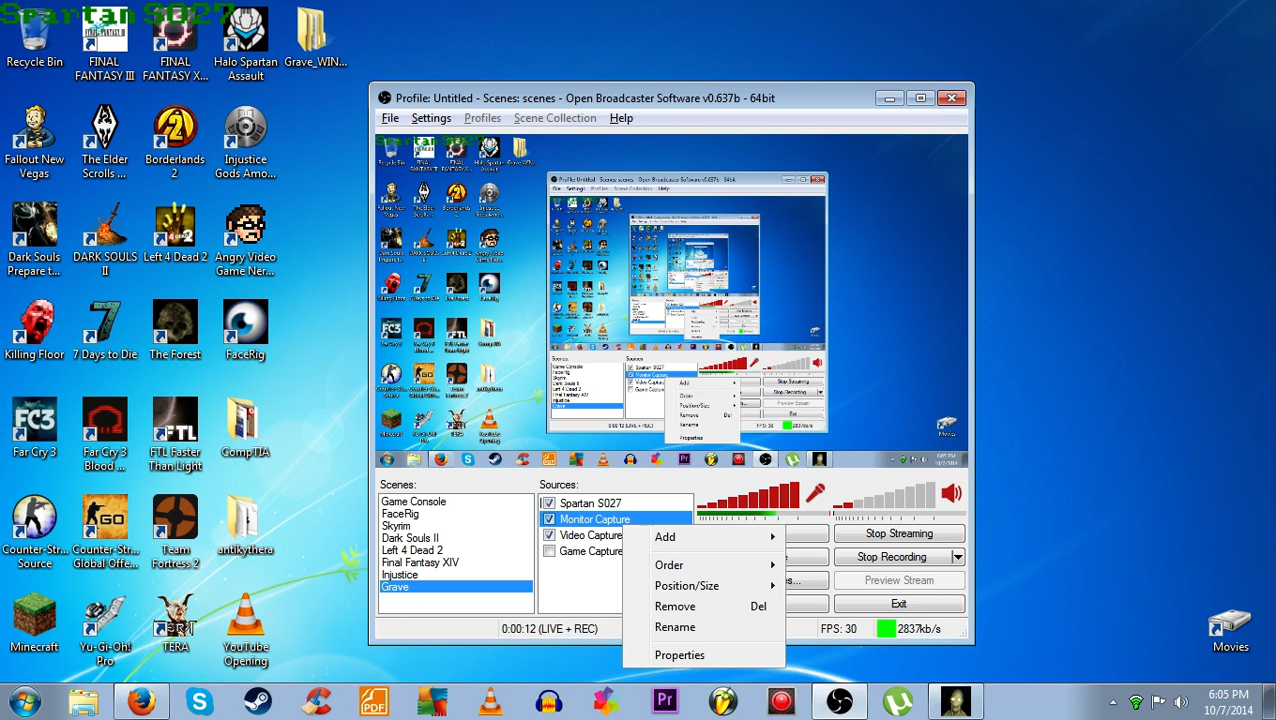 Spartan S027
Recycle Bin
FINAL FANTASY III
FINAL FANTASY X...
Halo Spartan Assault
Grave_WIN...
Fallout New Vegas
The Elder Scrolls ...
Borderlands 2
Injustice Gods Amo...
Dark Souls Prepare t...
DARK SOULS II
Left 4 Dead 2
Angry Video Game Ner...
Killing Floor
7 Days to Die
The Forest
FaceRig
Far Cry 3
Far Cry 3 Blood ...
FTL Faster Than Light
CompTIA
Counter-Str... Source
Counter-Str... Global Offe...
Team Fortress 2
antikythera
Minecraft
Yu-Gi-Oh! Pro
TERA
YouTube Opening
Movies
Profile: Untitled - Scenes: scenes - Open Broadcaster Software v0.637b - 64bit
File Settings Profiles Scene Collection Help
Scenes:
Game Console
FaceRig
Skyrim
Dark Souls II
Left 4 Dead 2
Final Fantasy XIV
Injustice
Grave
Sources:
Spartan S027
Monitor Capture
Video Capture
Game Capture
Add
Order
Position/Size
Remove Del
Rename
Properties
Stop Streaming
Stop Recording
Preview Stream
Exit
0:00:12 (LIVE + REC)
FPS: 30
2837kb/s
6:05 PM
10/7/2014